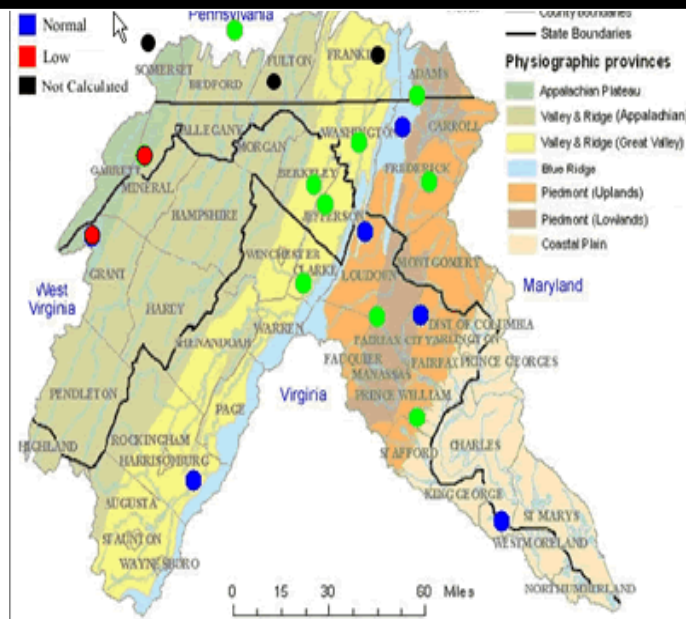 Pennsylvania
County boundaries
State Boundaries
Normal
Low
Not Calculated
Physiographic provinces
Appalachian Plateau
Valley & Ridge (Appalachian)
Valley & Ridge (Great Valley)
Blue Ridge
Piedmont (Uplands)
Piedmont (Lowlands)
Coastal Plain
SOMERSET
BEDFORD
FULTON
FRANKLIN
ADAMS
ALLEGANY
WASHINGTON
CARROLL
GARRETT
MORGAN
FREDERICK
MINERAL
BERKELEY
HAMPSHIRE
JEFFERSON
WINCHESTER
CLARKE
LOUDOUN
MONTGOMERY
GRANT
West
Virginia
Maryland
HARDY
WARREN
DIST OF COLUMBIA
SHENANDOAH
FAIRFAX CITY
ARLINGTON
FAUQUIER
FAIRFAX
PRINCE GEORGES
MANASSAS
Virginia
PENDLETON
PAGE
PRINCE WILLIAM
HIGHLAND
ROCKINGHAM
HARRISONBURG
STAFFORD
CHARLES
AUGUSTA
KING GEORGE
ST MARYS
STAUNTON
WESTMORELAND
WAYNESBORO
NORTHUMBERLAND
0 30 60 Miles